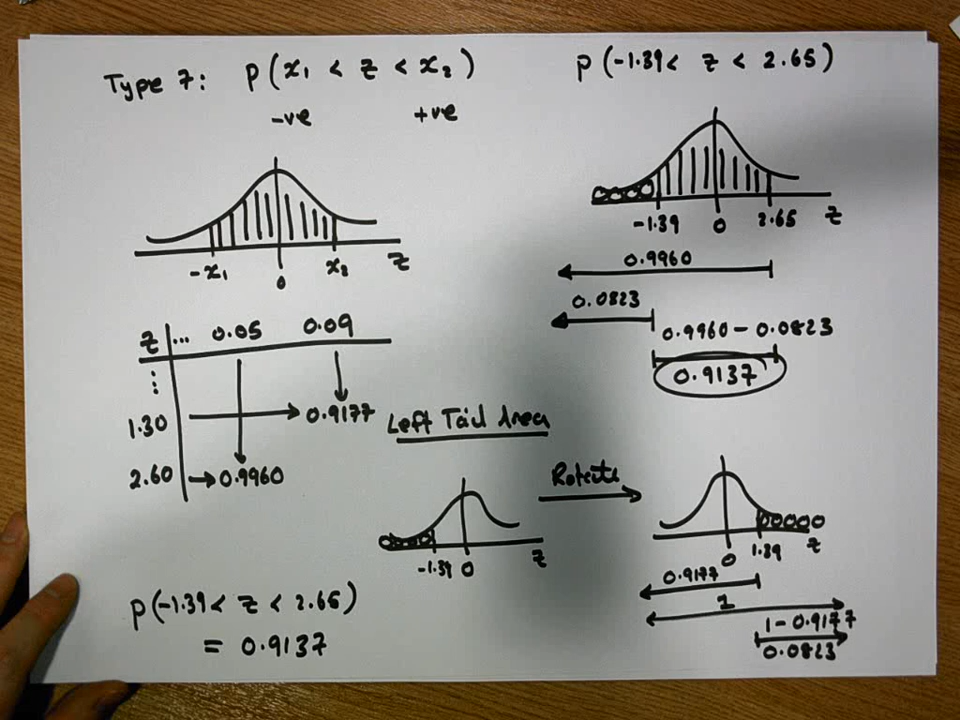 Type 7: P(x₁ < z < x₂)
-ve +ve
-x₁ 0 x₂ z
z ... 0.05 0.09
⋮
1.30 0.9177
2.60 0.9960
P(-1.39 < z < 2.65)
= 0.9137
P(-1.39 < z < 2.65)
-1.39 0 2.65 z
0.9960
0.0823
0.9960 - 0.0823
0.9137
Left Tail Area
-1.39 0 z
Rotate
0 1.39 z
0.9177
1
1 - 0.9177
0.0823